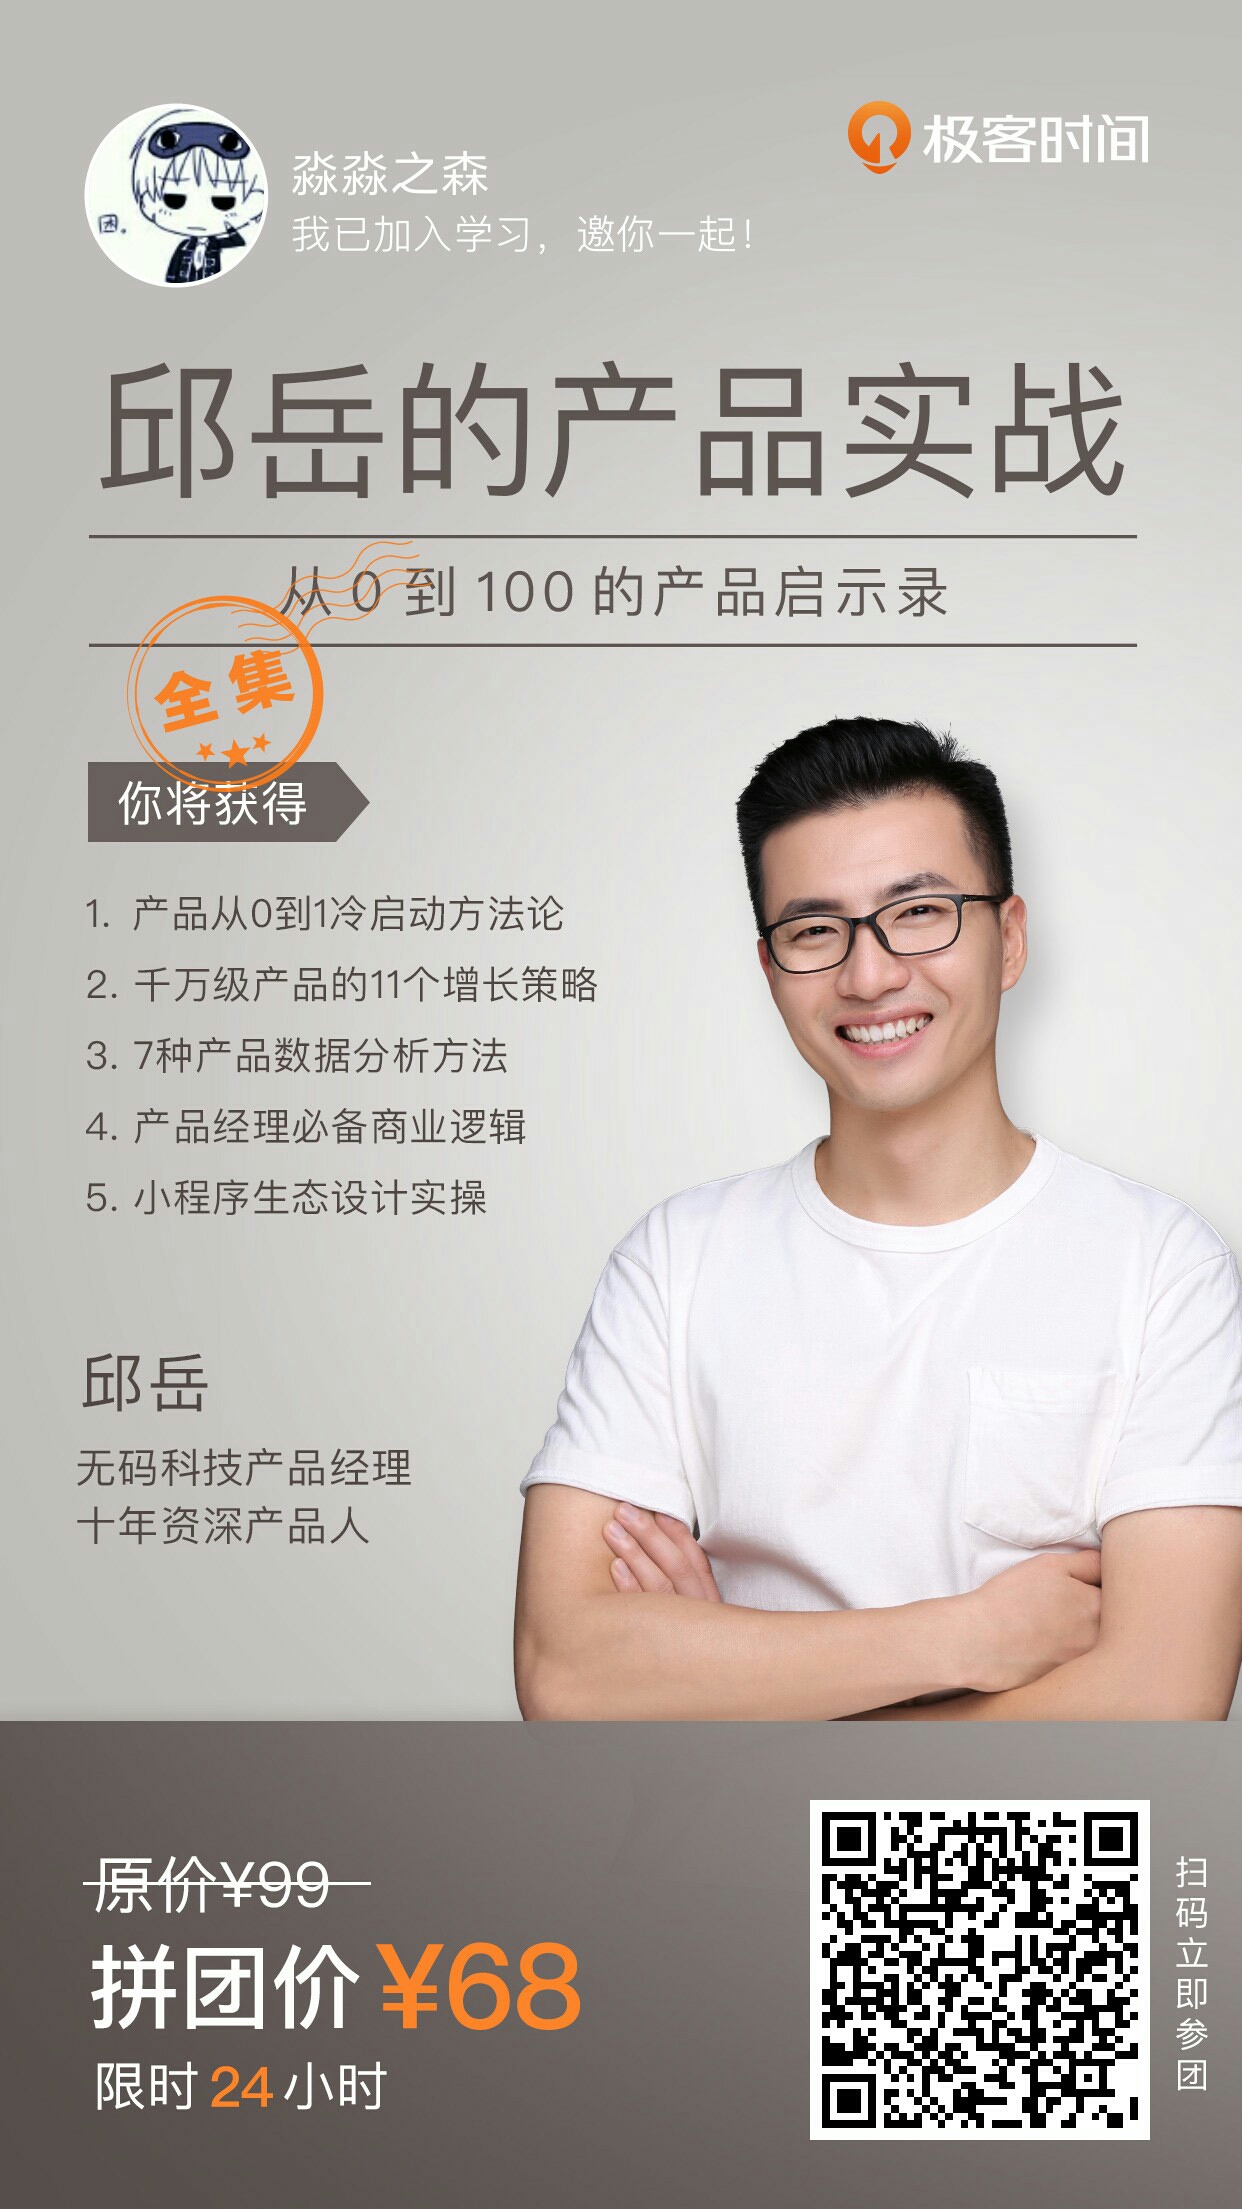 极客时间
淼淼之森
我已加入学习，邀你一起！
困。
邱岳的产品实战
从 0 到 100 的产品启示录
全集
你将获得
1. 产品从0到1冷启动方法论
2. 千万级产品的11个增长策略
3. 7种产品数据分析方法
4. 产品经理必备商业逻辑
5. 小程序生态设计实操
邱岳
无码科技产品经理
十年资深产品人
原价¥99
拼团价 ¥68
限时 24 小时
扫码立即参团